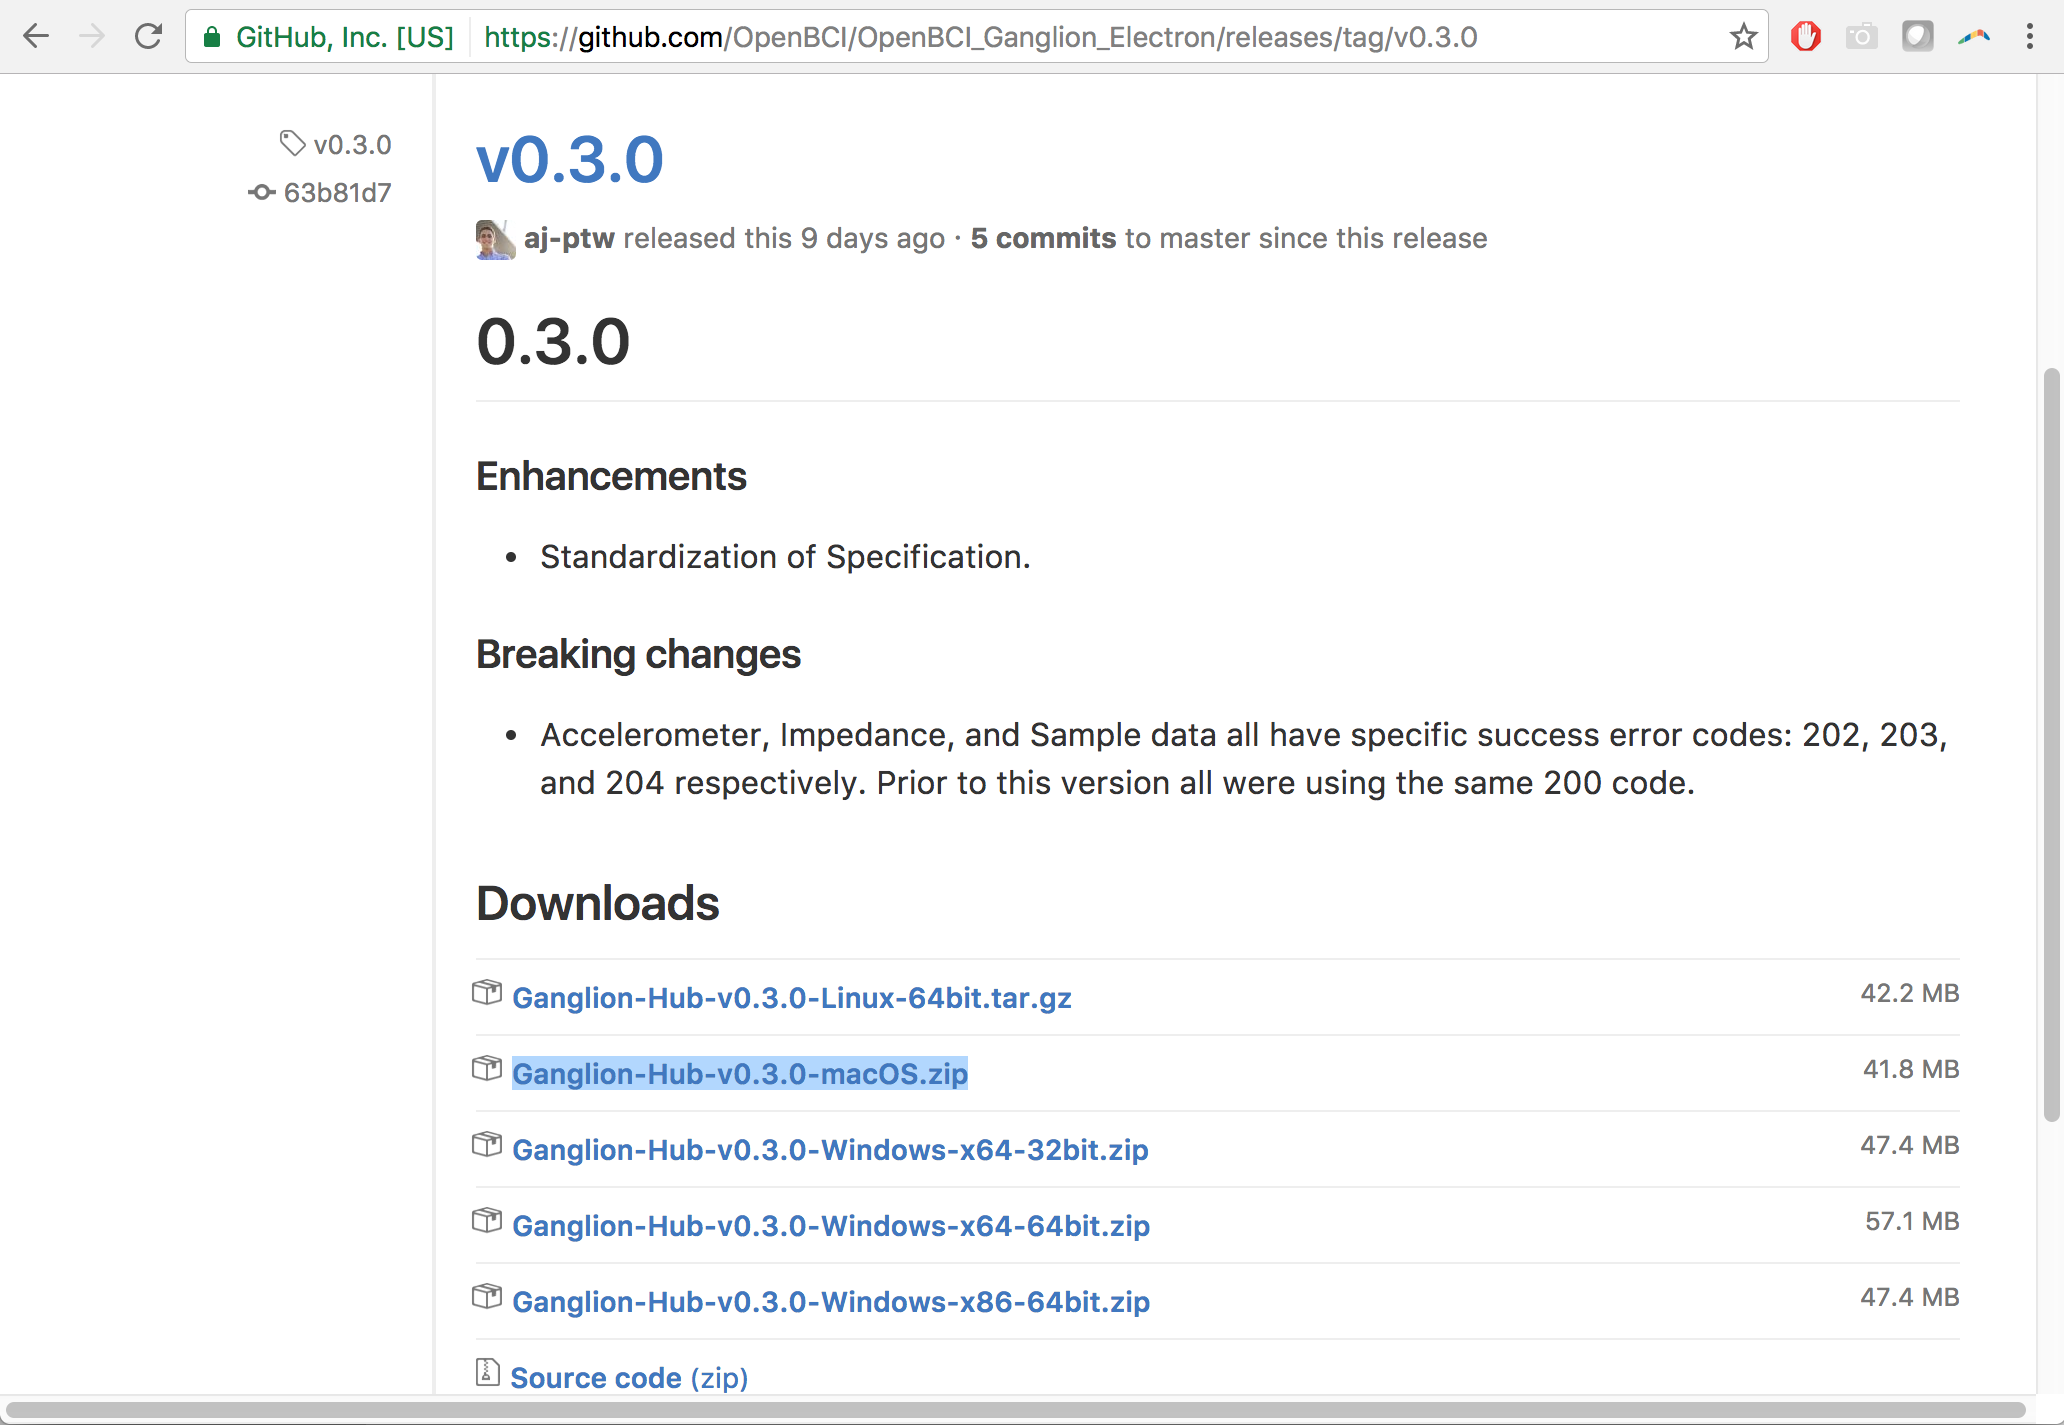 GitHub, Inc. [US] https://github.com/OpenBCI/OpenBCI_Ganglion_Electron/releases/tag/v0.3.0
v0.3.0
63b81d7
v0.3.0
aj-ptw released this 9 days ago · 5 commits to master since this release
0.3.0
Enhancements
• Standardization of Specification.
Breaking changes
• Accelerometer, Impedance, and Sample data all have specific success error codes: 202, 203,
and 204 respectively. Prior to this version all were using the same 200 code.
Downloads
Ganglion-Hub-v0.3.0-Linux-64bit.tar.gz 42.2 MB
Ganglion-Hub-v0.3.0-macOS.zip 41.8 MB
Ganglion-Hub-v0.3.0-Windows-x64-32bit.zip 47.4 MB
Ganglion-Hub-v0.3.0-Windows-x64-64bit.zip 57.1 MB
Ganglion-Hub-v0.3.0-Windows-x86-64bit.zip 47.4 MB
Source code (zip)